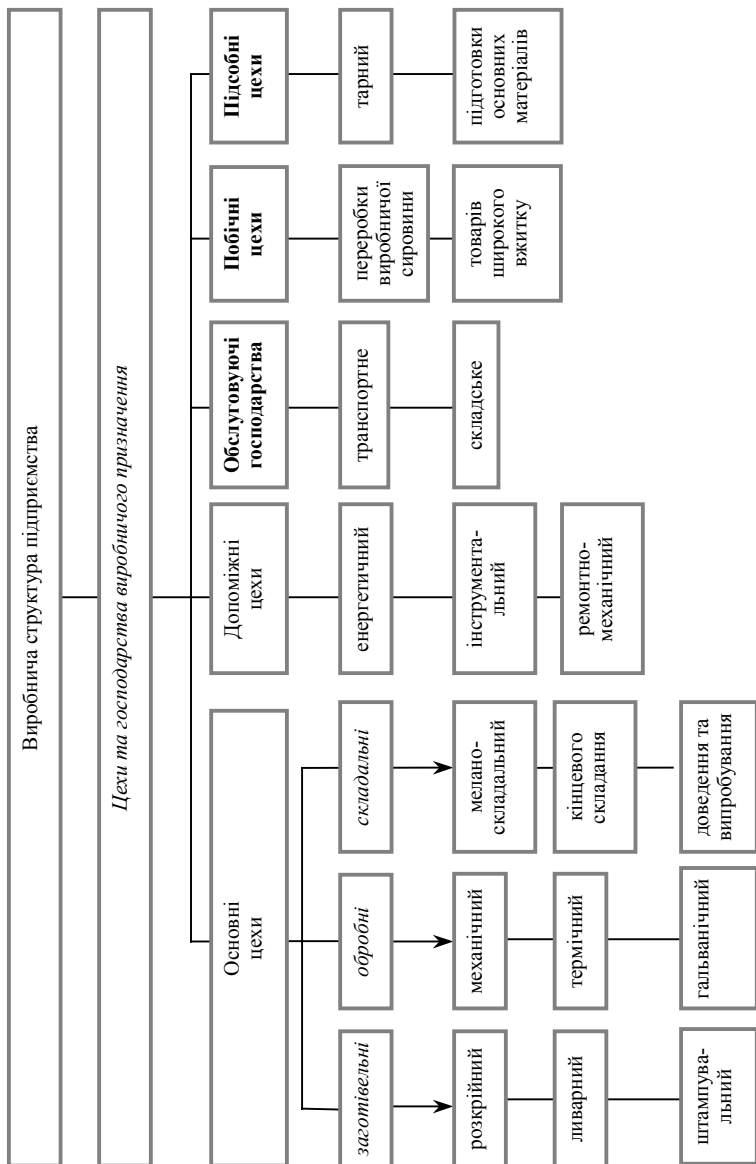 Виробнича структура підприємства
Цехи та господарства виробничого призначення
Основні
цехи
Допоміжні
цехи
Обслуговуючі
господарства
Побічні
цехи
Підсобні
цехи
заготівельні
обробні
складальні
енергетичний
транспортне
переробки
виробничої
сировини
тарний
розкрійний
механічний
мелано-
складальний
інструмента-
льний
складське
товарів
широкого
вжитку
підготовки
основних
матеріалів
ливарний
термічний
кінцевого
складання
ремонтно-
механічний
штампува-
льний
гальванічний
доведення та
випробування